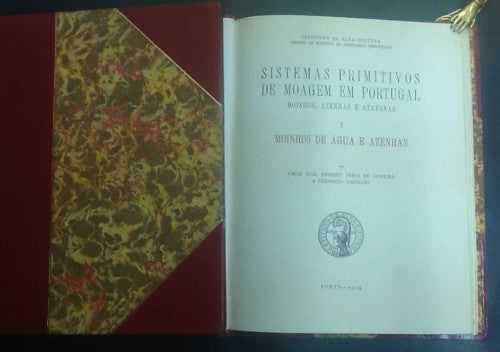 INSTITUTO DE ALTA CULTURA
CENTRO DE ESTUDOS DE ETNOLOGIA PENINSULAR
SISTEMAS PRIMITIVOS
DE MOAGEM EM PORTUGAL
MOINHOS, AZENHAS E ATAFONAS
I
MOINHOS DE ÁGUA E AZENHAS
POR
JORGE DIAS, ERNESTO VEIGA DE OLIVEIRA
E FERNANDO GALHANO
PORTO—1959